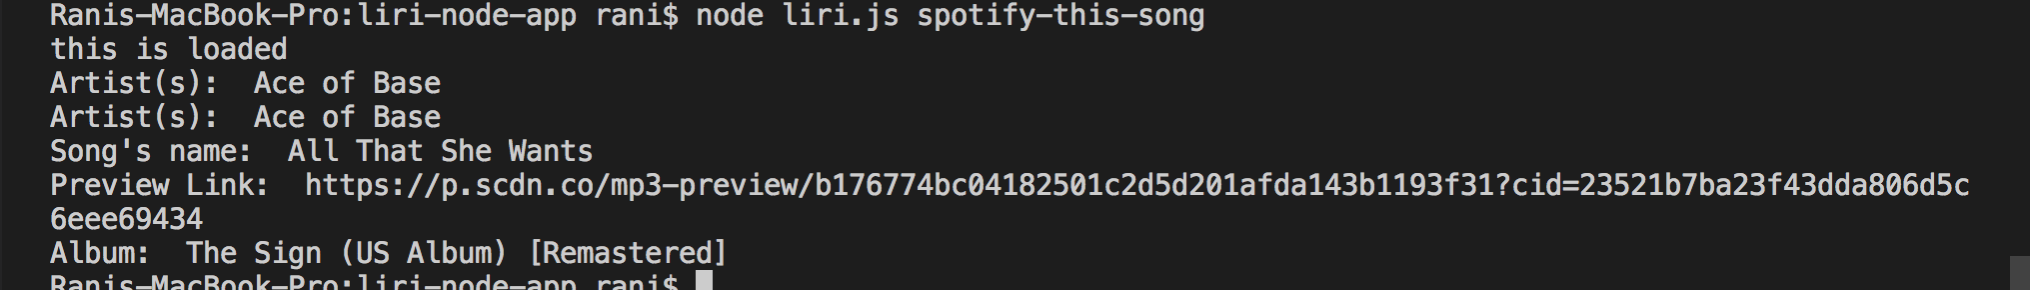 Ranis-MacBook-Pro:liri-node-app rani$ node liri.js spotify-this-song
this is loaded
Artist(s):  Ace of Base
Artist(s):  Ace of Base
Song's name:  All That She Wants
Preview Link:  https://p.scdn.co/mp3-preview/b176774bc04182501c2d5d201afda143b1193f31?cid=23521b7ba23f43dda806d5c
6eee69434
Album:  The Sign (US Album) [Remastered]
Ranis-MacBook-Pro:liri-node-app rani$